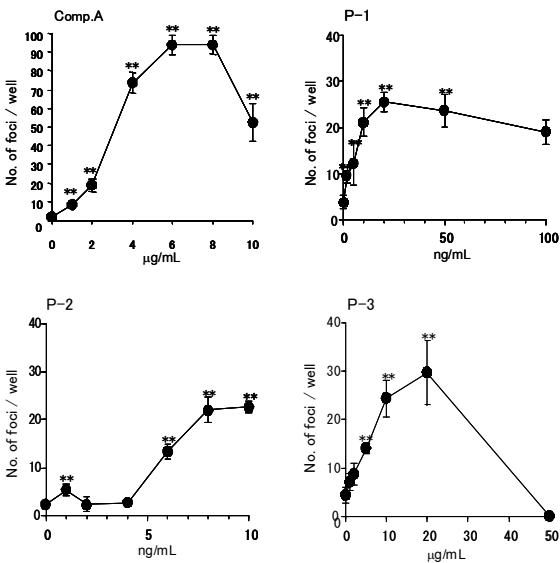 Comp.A
No. of foci / well
100
90
80
70
60
50
40
30
20
10
0
** ** ** ** ** **
0 2 4 6 8 10
μg/mL
P-1
No. of foci / well
40
30
20
10
0
** ** ** ** **
0 50 100
ng/mL
P-2
No. of foci / well
40
30
20
10
0
** ** ** **
0 5 10
ng/mL
P-3
No. of foci / well
40
30
20
10
0
** ** **
0 10 20 30 40 50
μg/mL